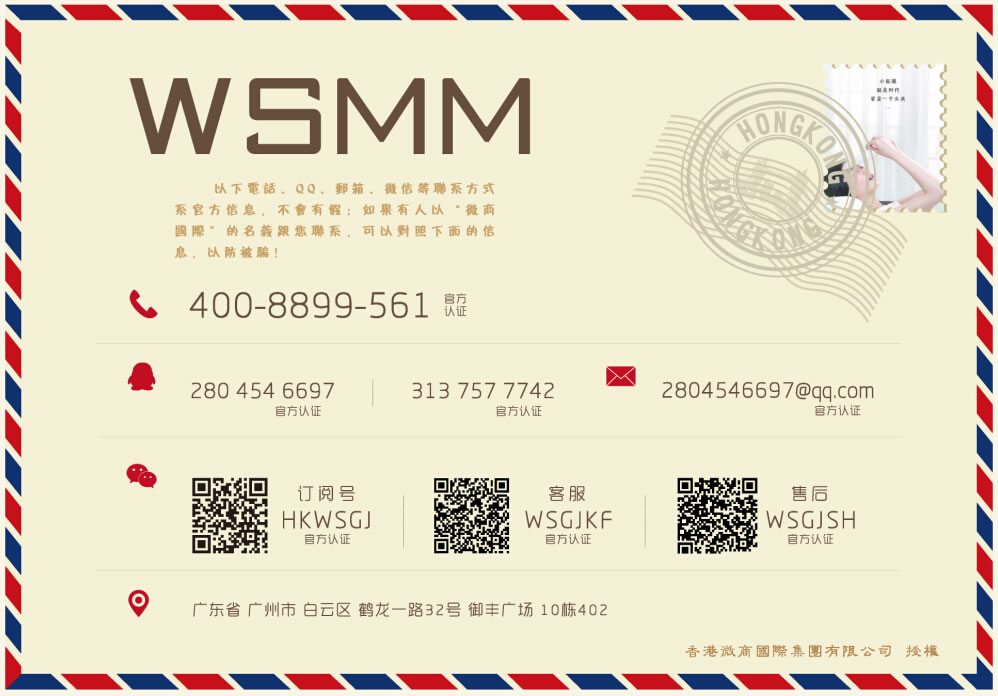 WSMM
以下電話、QQ、郵箱、微信等聯系方式
系官方信息，不會有假；如果有人以“微商
國際”的名義跟您聯系，可以對照下面的信
息，以防被騙！
HONGKONG
HONGKONG
400-8899-561 官方认证
280 454 6697
官方认证
313 757 7742
官方认证
2804546697@qq.com
官方认证
订阅号
HKWSGJ
官方认证
客服
WSGJKF
官方认证
售后
WSGJSH
官方认证
广东省 广州市 白云区 鹤龙一路32号 御丰广场 10栋402
香港微商國際集團有限公司 授權